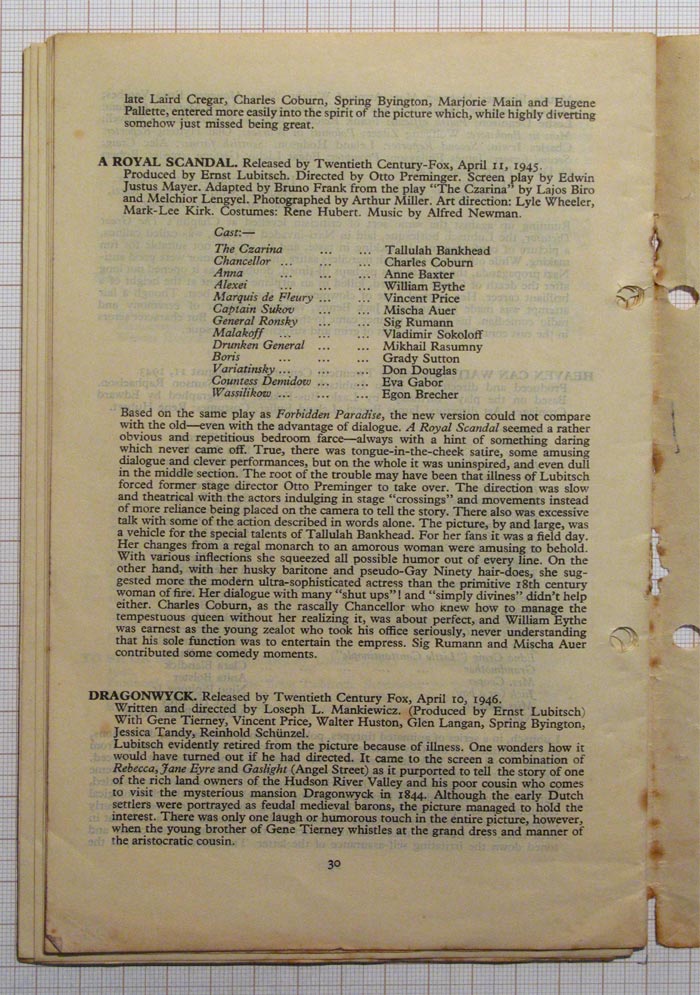 late Laird Cregar, Charles Coburn, Spring Byington, Marjorie Main and Eugene
Pallette, entered more easily into the spirit of the picture which, while highly diverting
somehow just missed being great.
A ROYAL SCANDAL. Released by Twentieth Century-Fox, April 11, 1945.
Produced by Ernst Lubitsch. Directed by Otto Preminger. Screen play by Edwin
Justus Mayer. Adapted by Bruno Frank from the play "The Czarina" by Lajos Biro
and Melchior Lengyel. Photographed by Arthur Miller. Art direction: Lyle Wheeler,
Mark-Lee Kirk. Costumes: Rene Hubert. Music by Alfred Newman.
Cast:—
The Czarina ... ... Tallulah Bankhead
Chancellor ... ... ... Charles Coburn
Anna ... ... ... Anne Baxter
Alexei ... ... ... William Eythe
Marquis de Fleury ... ... Vincent Price
Captain Sukov ... ... Mischa Auer
General Ronsky ... ... Sig Rumann
Malakoff ... ... ... Vladimir Sokoloff
Drunken General ... ... Mikhail Rasumny
Boris ... ... ... Grady Sutton
Variatinsky ... ... ... Don Douglas
Countess Demidow ... ... Eva Gabor
Wassilikow ... ... ... Egon Brecher
Based on the same play as Forbidden Paradise, the new version could not compare
with the old—even with the advantage of dialogue. A Royal Scandal seemed a rather
obvious and repetitious bedroom farce—always with a hint of something daring
which never came off. True, there was tongue-in-the-cheek satire, some amusing
dialogue and clever performances, but on the whole it was uninspired, and even dull
in the middle section. The root of the trouble may have been that illness of Lubitsch
forced former stage director Otto Preminger to take over. The direction was slow
and theatrical with the actors indulging in stage "crossings" and movements instead
of more reliance being placed on the camera to tell the story. There also was excessive
talk with some of the action described in words alone. The picture, by and large, was
a vehicle for the special talents of Tallulah Bankhead. For her fans it was a field day.
Her changes from a regal monarch to an amorous woman were amusing to behold.
With various inflections she squeezed all possible humor out of every line. On the
other hand, with her husky baritone and pseudo-Gay Ninety hair-does, she sug-
gested more the modern ultra-sophisticated actress than the primitive 18th century
woman of fire. Her dialogue with many "shut ups"! and "simply divines" didn't help
either. Charles Coburn, as the rascally Chancellor who knew how to manage the
tempestuous queen without her realizing it, was about perfect, and William Eythe
was earnest as the young zealot who took his office seriously, never understanding
that his sole function was to entertain the empress. Sig Rumann and Mischa Auer
contributed some comedy moments.
DRAGONWYCK. Released by Twentieth Century Fox, April 10, 1946.
Written and directed by Loseph L. Mankiewicz. (Produced by Ernst Lubitsch)
With Gene Tierney, Vincent Price, Walter Huston, Glen Langan, Spring Byington,
Jessica Tandy, Reinhold Schünzel.
Lubitsch evidently retired from the picture because of illness. One wonders how it
would have turned out if he had directed. It came to the screen a combination of
Rebecca, Jane Eyre and Gaslight (Angel Street) as it purported to tell the story of one
of the rich land owners of the Hudson River Valley and his poor cousin who comes
to visit the mysterious mansion Dragonwyck in 1844. Although the early Dutch
settlers were portrayed as feudal medieval barons, the picture managed to hold the
interest. There was only one laugh or humorous touch in the entire picture, however,
when the young brother of Gene Tierney whistles at the grand dress and manner of
the aristocratic cousin.
30